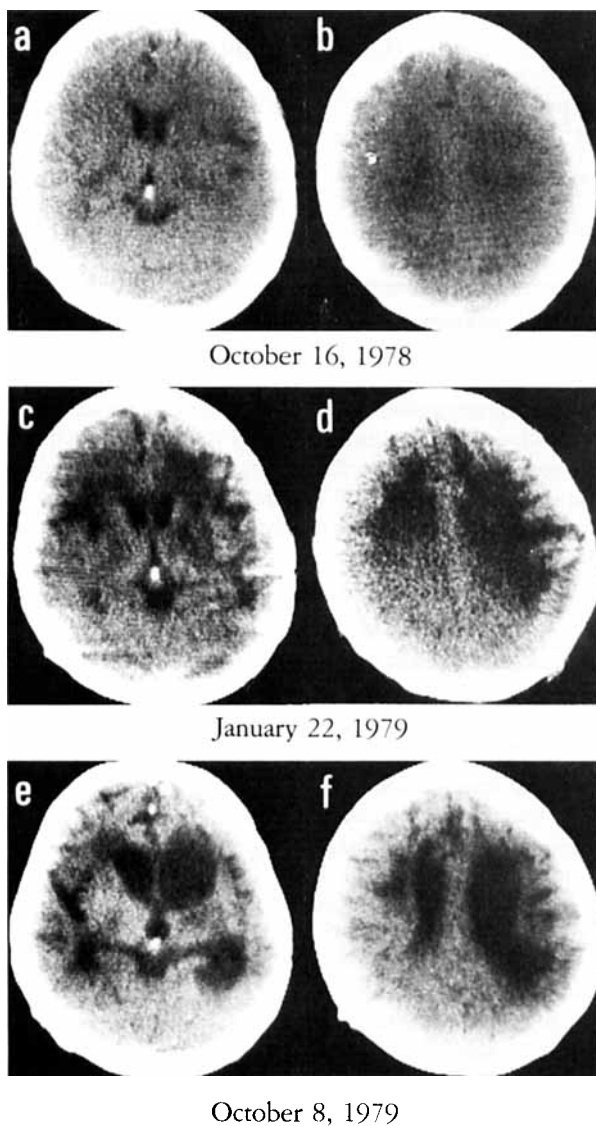 a b
October 16, 1978
c d
January 22, 1979
e f
October 8, 1979